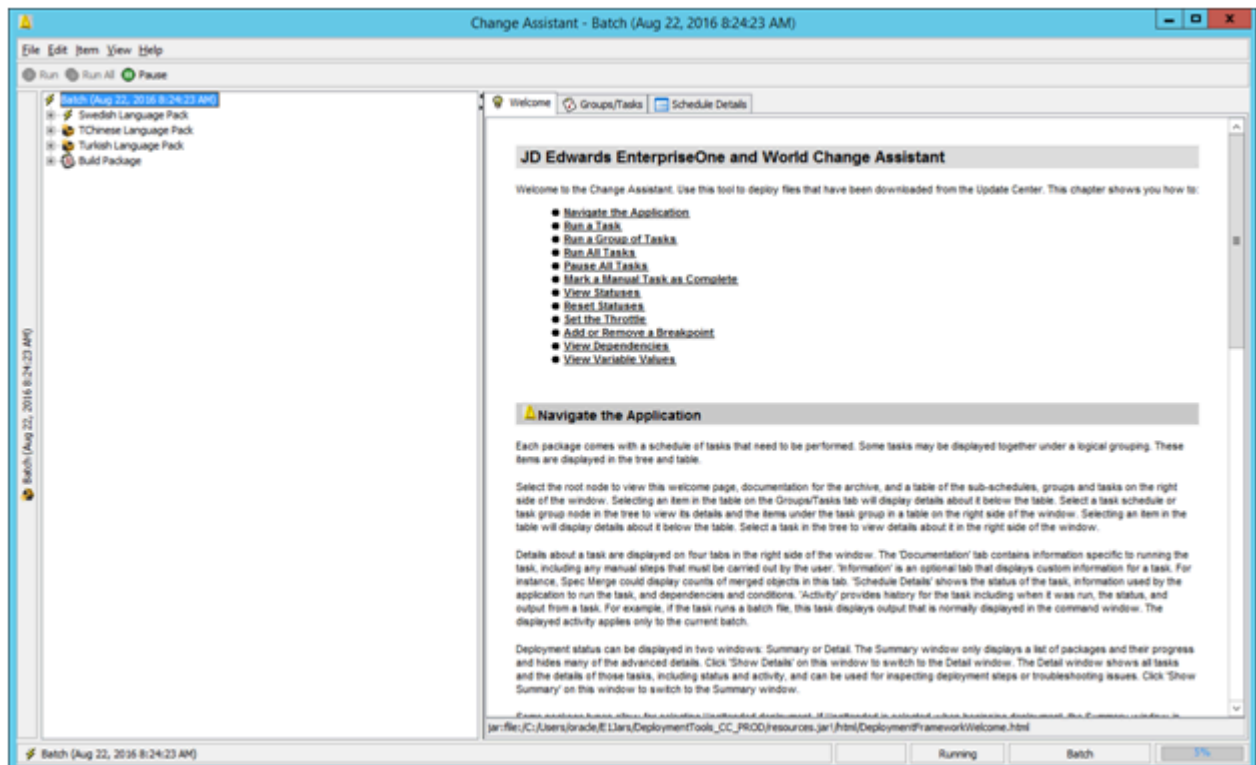 Change Assistant - Batch (Aug 22, 2016 8:24:23 AM)
File Edit Item View Help
Run Run All Pause
Batch (Aug 22, 2016 8:24:23 AM)
Batch (Aug 22, 2016 8:24:23 AM)
Swedish Language Pack
TChinese Language Pack
Turkish Language Pack
Build Package
Welcome Groups/Tasks Schedule Details
JD Edwards EnterpriseOne and World Change Assistant
Welcome to the Change Assistant. Use this tool to deploy files that have been downloaded from the Update Center. This chapter shows you how to:
Navigate the Application
Run a Task
Run a Group of Tasks
Run All Tasks
Pause All Tasks
Mark a Manual Task as Complete
View Statuses
Reset Statuses
Set the Throttle
Add or Remove a Breakpoint
View Dependencies
View Variable Values
Navigate the Application
Each package comes with a schedule of tasks that need to be performed. Some tasks may be displayed together under a logical grouping. These
items are displayed in the tree and table.
Select the root node to view this welcome page, documentation for the archive, and a table of the sub-schedules, groups and tasks on the right
side of the window. Selecting an item in the table on the Groups/Tasks tab will display details about it below the table. Select a task schedule or
task group node in the tree to view its details and the items under the task group in a table on the right side of the window. Selecting an item in the
table will display details about it below the table. Select a task in the tree to view details about it in the right side of the window.
Details about a task are displayed on four tabs in the right side of the window. The 'Documentation' tab contains information specific to running the
task, including any manual steps that must be carried out by the user. 'Information' is an optional tab that displays custom information for a task. For
instance, Spec Merge could display counts of merged objects in this tab. 'Schedule Details' shows the status of the task, information used by the
application to run the task, and dependencies and conditions. 'Activity' provides history for the task including when it was run, the status, and
output from a task. For example, if the task runs a batch file, this task displays output that is normally displayed in the command window. The
displayed activity applies only to the current batch.
Deployment status can be displayed in two windows: Summary or Detail. The Summary window only displays a list of packages and their progress
and hides many of the advanced details. Click 'Show Details' on this window to switch to the Detail window. The Detail window shows all tasks
and the details of those tasks, including status and activity, and can be used for inspecting deployment steps or troubleshooting issues. Click 'Show
Summary' on this window to switch to the Summary window.
jar:file:/C:/Users/oracle/E1Jars/DeploymentTools_CC_PROD/resources.jar!/html/DeploymentFrameworkWelcome.html
Batch (Aug 22, 2016 8:24:23 AM) Running Batch 5%